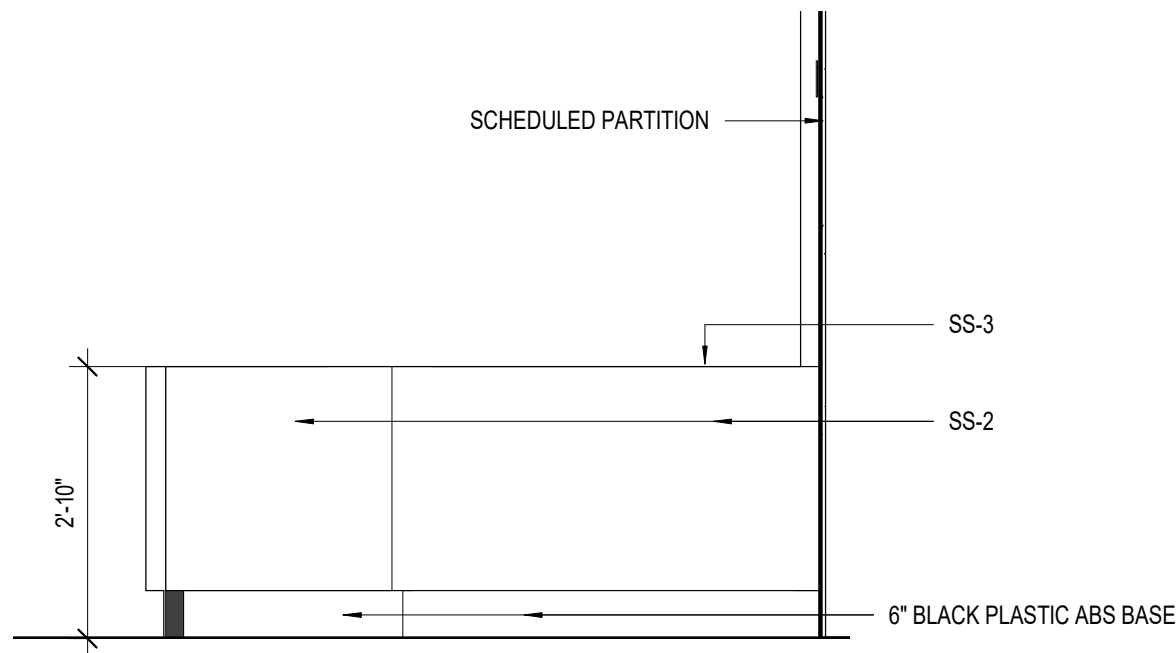 SCHEDULED PARTITION
SS-3
SS-2
2'-10"
6" BLACK PLASTIC ABS BASE